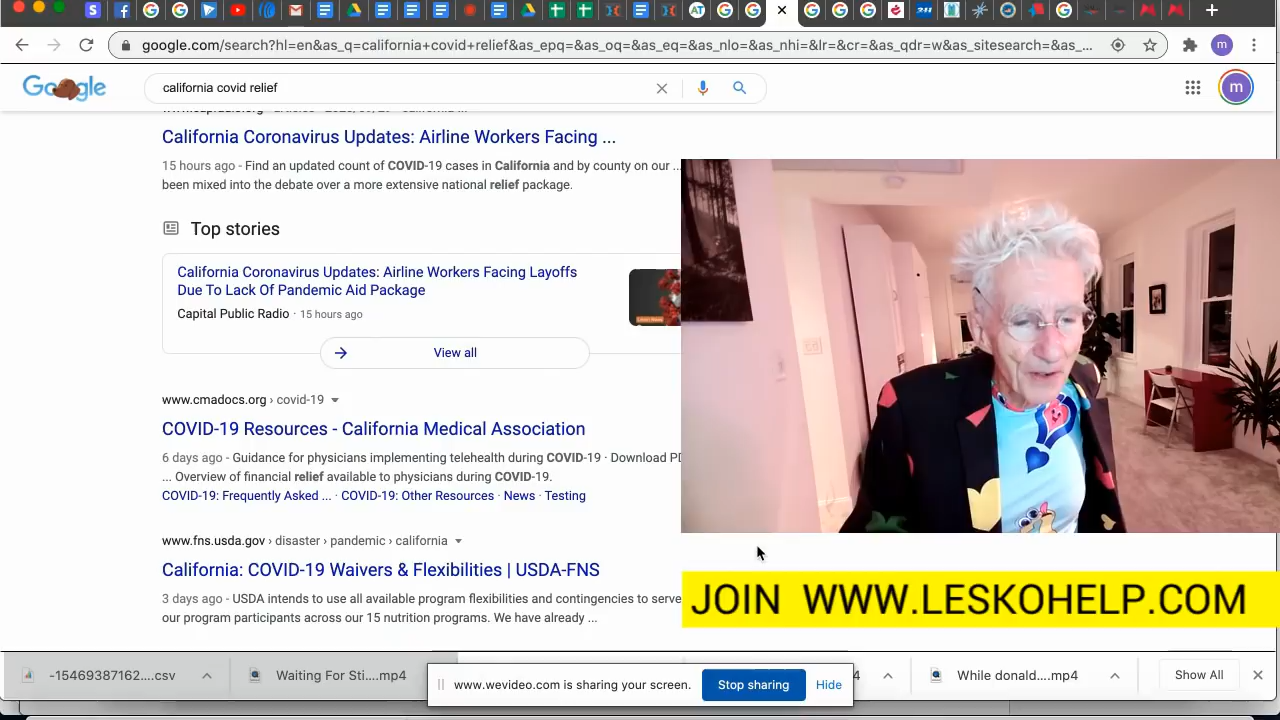 google.com/search?hl=en&as_q=california+covid+relief&as_epq=&as_oq=&as_eq=&as_nlo=&as_nhi=&lr=&cr=&as_qdr=w&as_sitesearch=&as_...
m
Google
california covid relief
m
California Coronavirus Updates: Airline Workers Facing ...
15 hours ago - Find an updated count of COVID-19 cases in California and by county on our ...
been mixed into the debate over a more extensive national relief package.
Top stories
California Coronavirus Updates: Airline Workers Facing Layoffs
Due To Lack Of Pandemic Aid Package
Capital Public Radio · 15 hours ago
View all
www.cmadocs.org › covid-19
COVID-19 Resources - California Medical Association
6 days ago - Guidance for physicians implementing telehealth during COVID-19 · Download
... Overview of financial relief available to physicians during COVID-19.
COVID-19: Frequently Asked ... · COVID-19: Other Resources · News · Testing
www.fns.usda.gov › disaster › pandemic › california
California: COVID-19 Waivers & Flexibilities | USDA-FNS
3 days ago - USDA intends to use all available program flexibilities and contingencies to serve
our program participants across our 15 nutrition programs. We have already ...
JOIN WWW.LESKOHELP.COM
-15469387162....csv
Waiting For Sti....mp4
www.wevideo.com is sharing your screen.
Stop sharing
Hide
While donald....mp4
Show All